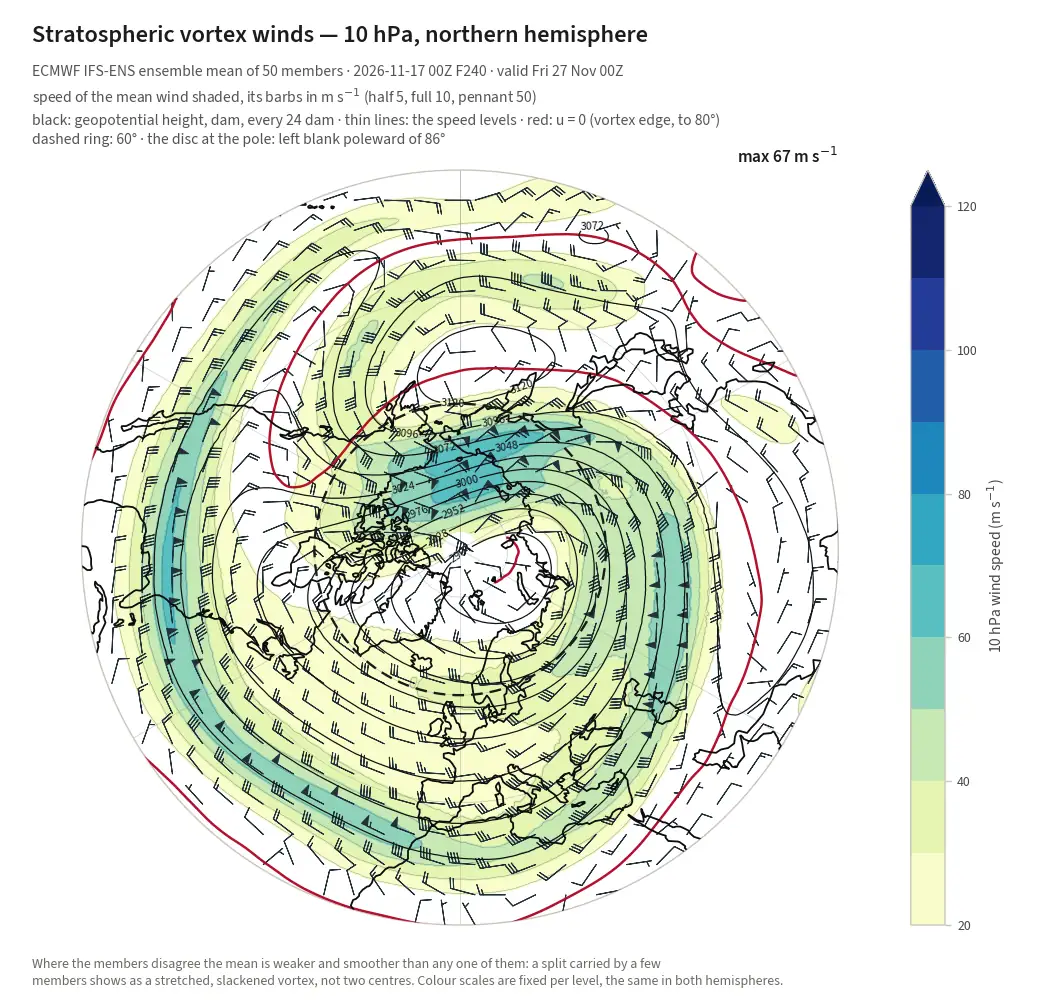 Stratospheric vortex winds — 10 hPa, northern hemisphere
ECMWF IFS-ENS ensemble mean of 50 members · 2026-11-17 00Z F240 · valid Fri 27 Nov 00Z
speed of the mean wind shaded, its barbs in m s⁻¹ (half 5, full 10, pennant 50)
black: geopotential height, dam, every 24 dam · thin lines: the speed levels · red: u = 0 (vortex edge, to 80°)
dashed ring: 60° · the disc at the pole: left blank poleward of 86°
max 67 m s⁻¹
3072
3120
3096
3096
3072
3048
3024
3000
2976
2952
120
100
80
60
40
20
10 hPa wind speed (m s⁻¹)
Where the members disagree the mean is weaker and smoother than any one of them: a split carried by a few
members shows as a stretched, slackened vortex, not two centres. Colour scales are fixed per level, the same in both hemispheres.